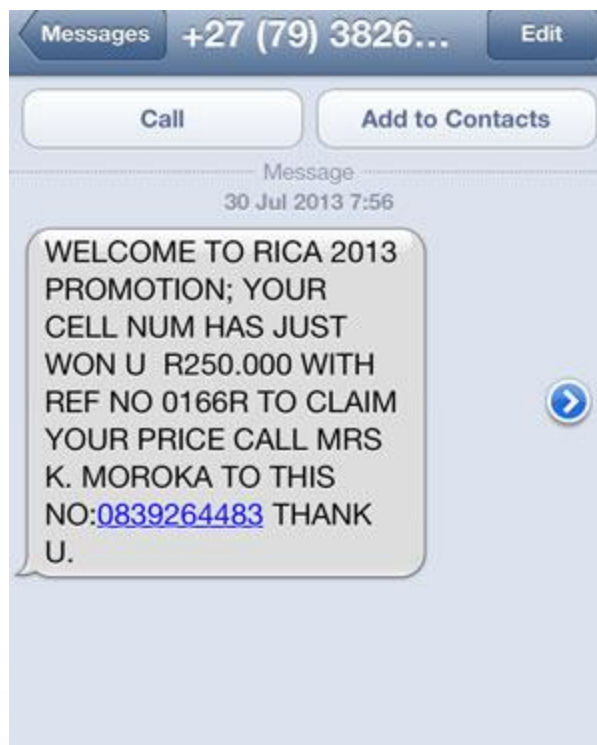 Messages +27 (79) 3826... Edit
Call Add to Contacts
Message
30 Jul 2013 7:56
WELCOME TO RICA 2013
PROMOTION; YOUR
CELL NUM HAS JUST
WON U  R250.000 WITH
REF NO 0166R TO CLAIM
YOUR PRICE CALL MRS
K. MOROKA TO THIS
NO:0839264483 THANK
U.